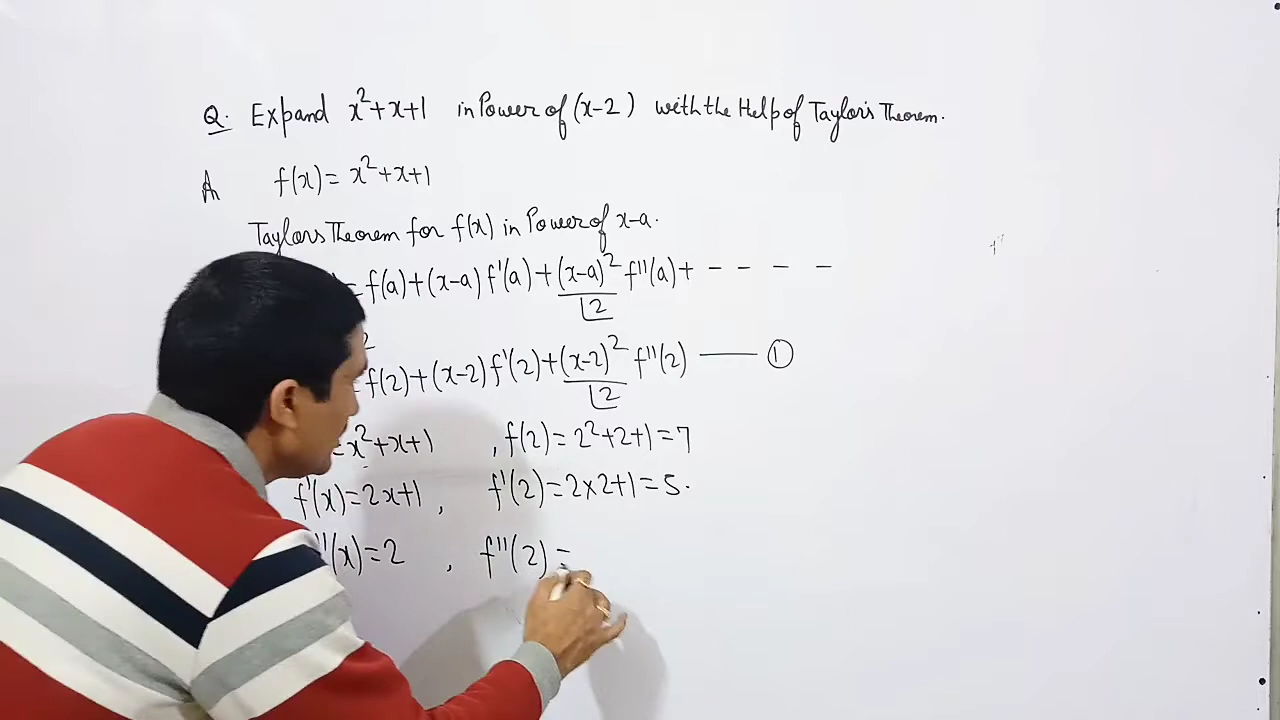 Q. Expand x²+x+1 in Power of (x-2) with the Help of Taylor's Theorem.
An f(x)= x²+x+1
Taylors Theorem for f(x) in Power of x-a.
=f(a)+(x-a)f'(a)+(x-a)²/⌊2 f''(a)+ - - - -
=f(2)+(x-2)f'(2)+(x-2)²/⌊2 f''(2) —— ①
=x²+x+1 , f(2)=2²+2+1=7
f'(x)=2x+1 , f'(2)=2×2+1=5.
''(x)=2 , f''(2)=